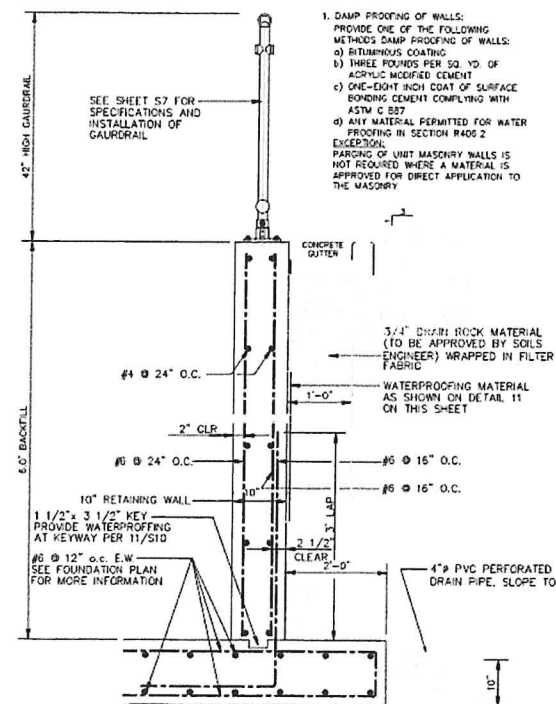 1. DAMP PROOFING OF WALLS:
PROVIDE ONE OF THE FOLLOWING
METHODS DAMP PROOFING OF WALLS:
a) BITUMINOUS COATING
b) THREE POUNDS PER SQ. YD. OF
ACRYLIC MODIFIED CEMENT
c) ONE-EIGHT INCH COAT OF SURFACE
BONDING CEMENT COMPLYING WITH
ASTM C 887
d) ANY MATERIAL PERMITTED FOR WATER
PROOFING IN SECTION R406.2
EXCEPTION:
PARGING OF UNIT MASONRY WALLS IS
NOT REQUIRED WHERE A MATERIAL IS
APPROVED FOR DIRECT APPLICATION TO
THE MASONRY
42" HIGH GAURDRAIL
SEE SHEET S7 FOR
SPECIFICATIONS AND
INSTALLATION OF
GAURDRAIL
3
CONCRETE
GUTTER
3/4" DRAIN ROCK MATERIAL
(TO BE APPROVED BY SOILS
ENGINEER) WRAPPED IN FILTER
FABRIC
#4 @ 24" O.C.
WATERPROOFING MATERIAL
AS SHOWN ON DETAIL 11
ON THIS SHEET
1'-0"
6.0" BACKFILL
2" CLR
#6 @ 24" O.C.
#6 @ 16" O.C.
#6 @ 16" O.C.
10" RETAINING WALL
10"
3' LAP
1 1/2"x 3 1/2" KEY
PROVIDE WATERPROFFING
AT KEYWAY PER 11/S10
2 1/2"
CLEAR
2'-0"
#6 @ 12" o.c. E.W.
SEE FOUNDATION PLAN
FOR MORE INFORMATION
4"ø PVC PERFORATED
DRAIN PIPE, SLOPE TO
10"